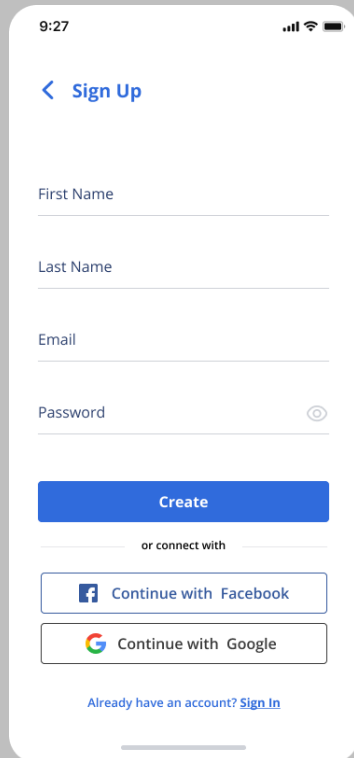 9:27
Sign Up
First Name
Last Name
Email
Password
Create
or connect with
Continue with Facebook
Continue with Google
Already have an account? Sign In